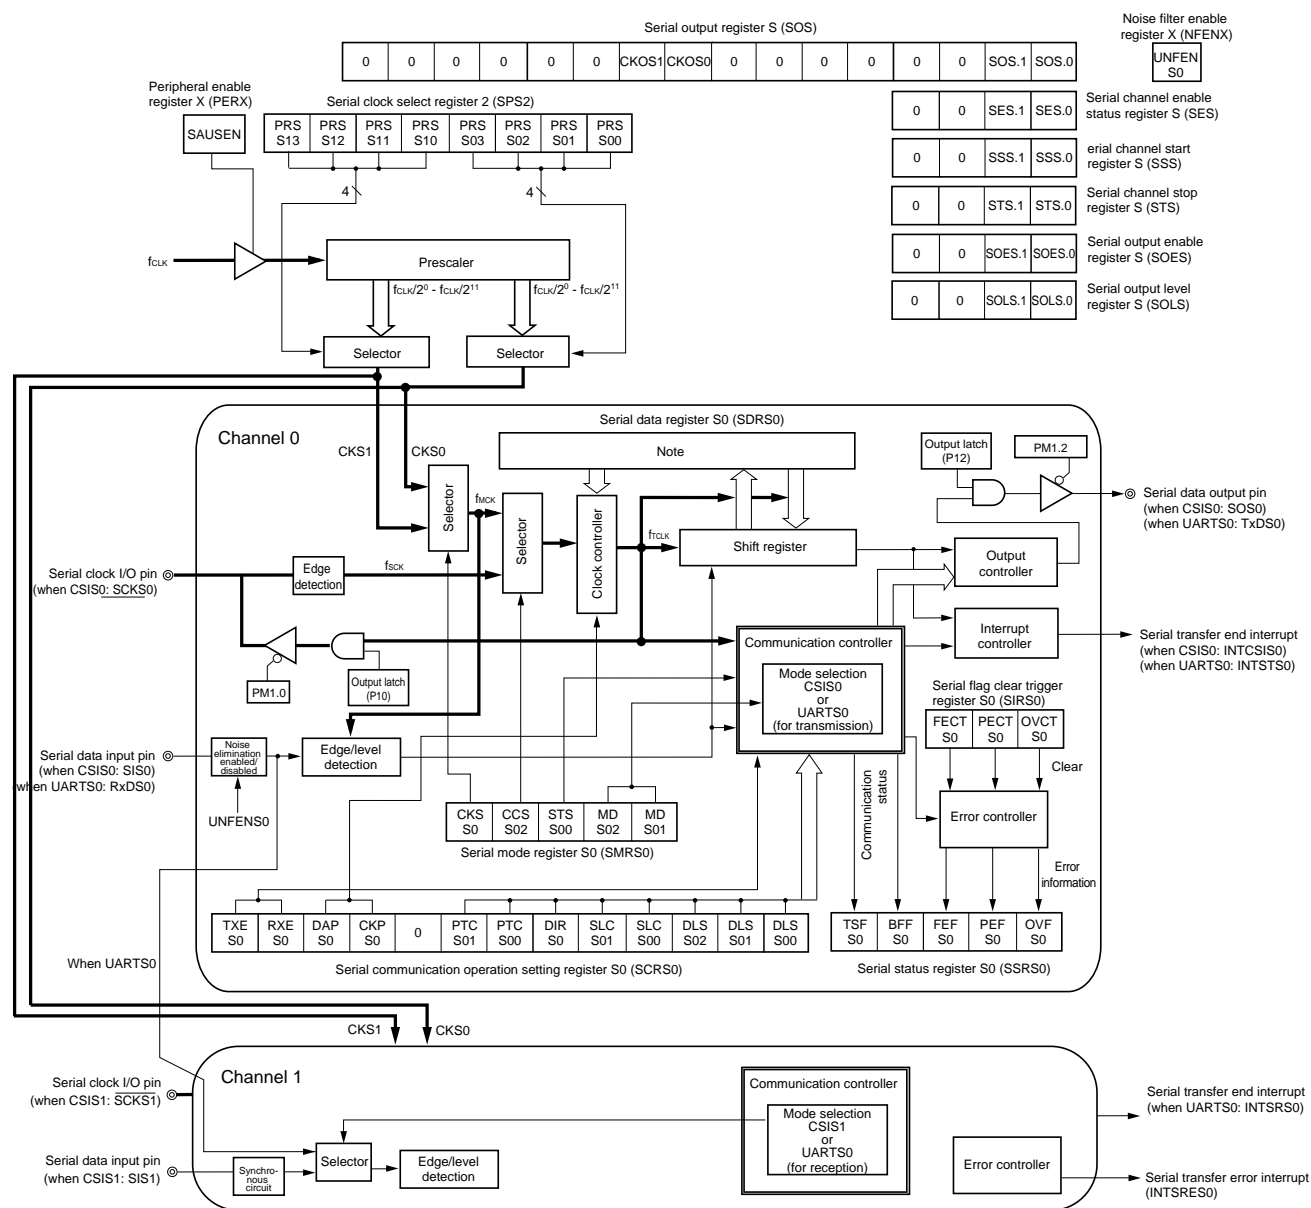 Serial output register S (SOS)
Noise filter enable
register X (NFENX)
0 0 0 0 0 0 CKOS1 CKOS0 0 0 0 0 0 0 SOS.1 SOS.0
UNFEN
S0
Peripheral enable
register X (PERX)
SAUSEN
Serial clock select register 2 (SPS2)
PRS PRS PRS PRS PRS PRS PRS PRS
S13 S12 S11 S10 S03 S02 S01 S00
4
4
0 0 SES.1 SES.0
Serial channel enable
status register S (SES)
0 0 SSS.1 SSS.0
erial channel start
register S (SSS)
0 0 STS.1 STS.0
Serial channel stop
register S (STS)
0 0 SOES.1 SOES.0
Serial output enable
register S (SOES)
0 0 SOLS.1 SOLS.0
Serial output level
register S (SOLS)
fCLK
Prescaler
fCLK/2⁰ - fCLK/2¹¹
fCLK/2⁰ - fCLK/2¹¹
Selector
Selector
Channel 0
CKS1
CKS0
Serial data register S0 (SDRS0)
Note
Selector
fMCK
Selector
Clock controller
fTCLK
Shift register
Output latch
(P12)
PM1.2
Serial data output pin
(when CSIS0: SOS0)
(when UARTS0: TxDS0)
Output
controller
Serial clock I/O pin
(when CSIS0: SCKS0)
Edge
detection
fSCK
PM1.0
Output latch
(P10)
Communication controller
Mode selection
CSIS0
or
UARTS0
(for transmission)
Interrupt
controller
Serial transfer end interrupt
(when CSIS0: INTCSIS0)
(when UARTS0: INTSTS0)
Serial flag clear trigger
register S0 (SIRS0)
FECT PECT OVCT
S0 S0 S0
Clear
Serial data input pin
(when CSIS0: SIS0)
(when UARTS0: RxDS0)
Noise
elimination
enabled/
disabled
UNFENS0
Edge/level
detection
CKS CCS STS MD MD
S0 S02 S00 S02 S01
Serial mode register S0 (SMRS0)
Communication
status
Error controller
Error
information
TXE RXE DAP CKP 0 PTC PTC DIR SLC SLC DLS DLS DLS
S0 S0 S0 S0 S01 S00 S0 S01 S00 S02 S01 S00
Serial communication operation setting register S0 (SCRS0)
TSF BFF FEF PEF OVF
S0 S0 S0 S0 S0
Serial status register S0 (SSRS0)
When UARTS0
CKS1
CKS0
Channel 1
Serial clock I/O pin
(when CSIS1: SCKS1)
Serial data input pin
(when CSIS1: SIS1)
Synchro-
nous
circuit
Selector
Edge/level
detection
Communication controller
Mode selection
CSIS1
or
UARTS0
(for reception)
Error controller
Serial transfer end interrupt
(when UARTS0: INTSRS0)
Serial transfer error interrupt
(INTSRES0)